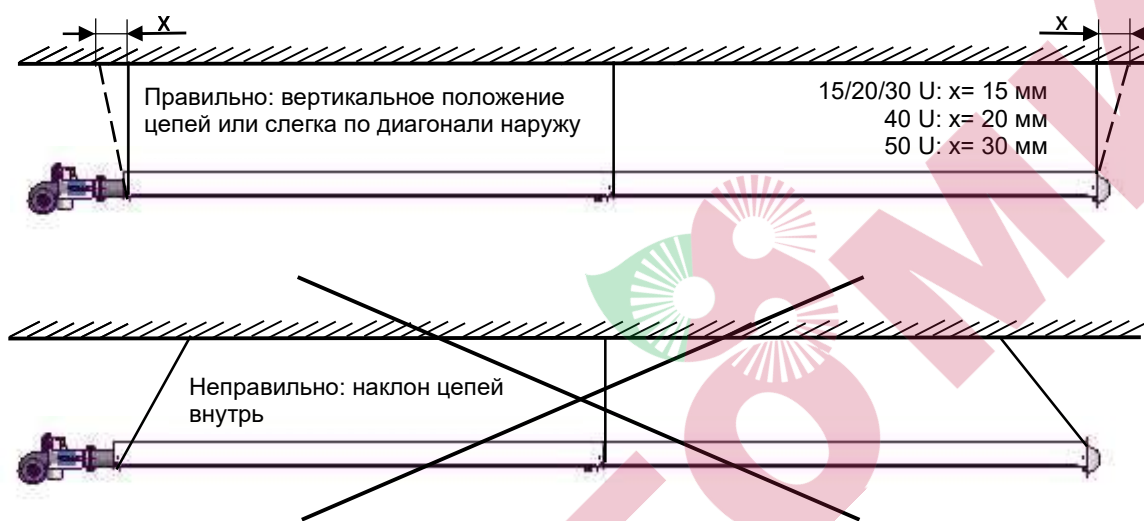 X
X
Правильно: вертикальное положение
цепей или слегка по диагонали наружу
15/20/30 U: x= 15 мм
40 U: x= 20 мм
50 U: x= 30 мм
Неправильно: наклон цепей
внутрь